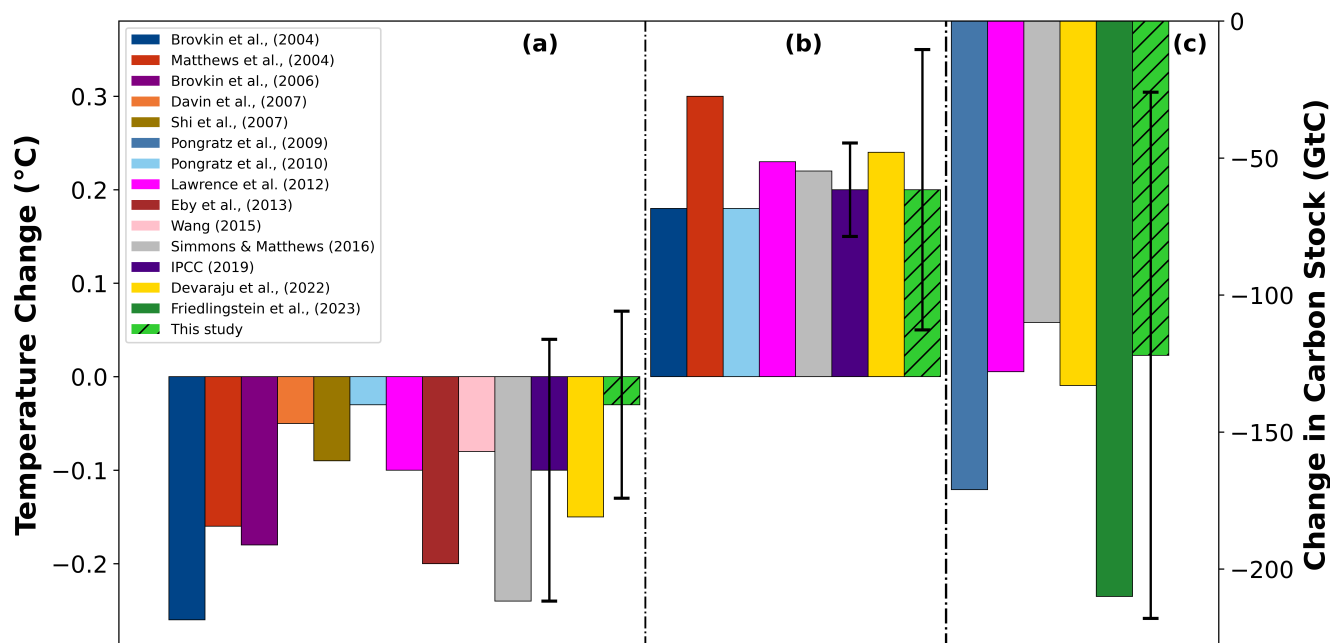 (a)
(b)
(c)
Brovkin et al., (2004)
Matthews et al., (2004)
Brovkin et al., (2006)
Davin et al., (2007)
Shi et al., (2007)
Pongratz et al., (2009)
Pongratz et al., (2010)
Lawrence et al. (2012)
Eby et al., (2013)
Wang (2015)
Simmons & Matthews (2016)
IPCC (2019)
Devaraju et al., (2022)
Friedlingstein et al., (2023)
This study
Temperature Change (°C)
0.3
0.2
0.1
0.0
−0.1
−0.2
0
−50
−100
−150
−200
Change in Carbon Stock (GtC)